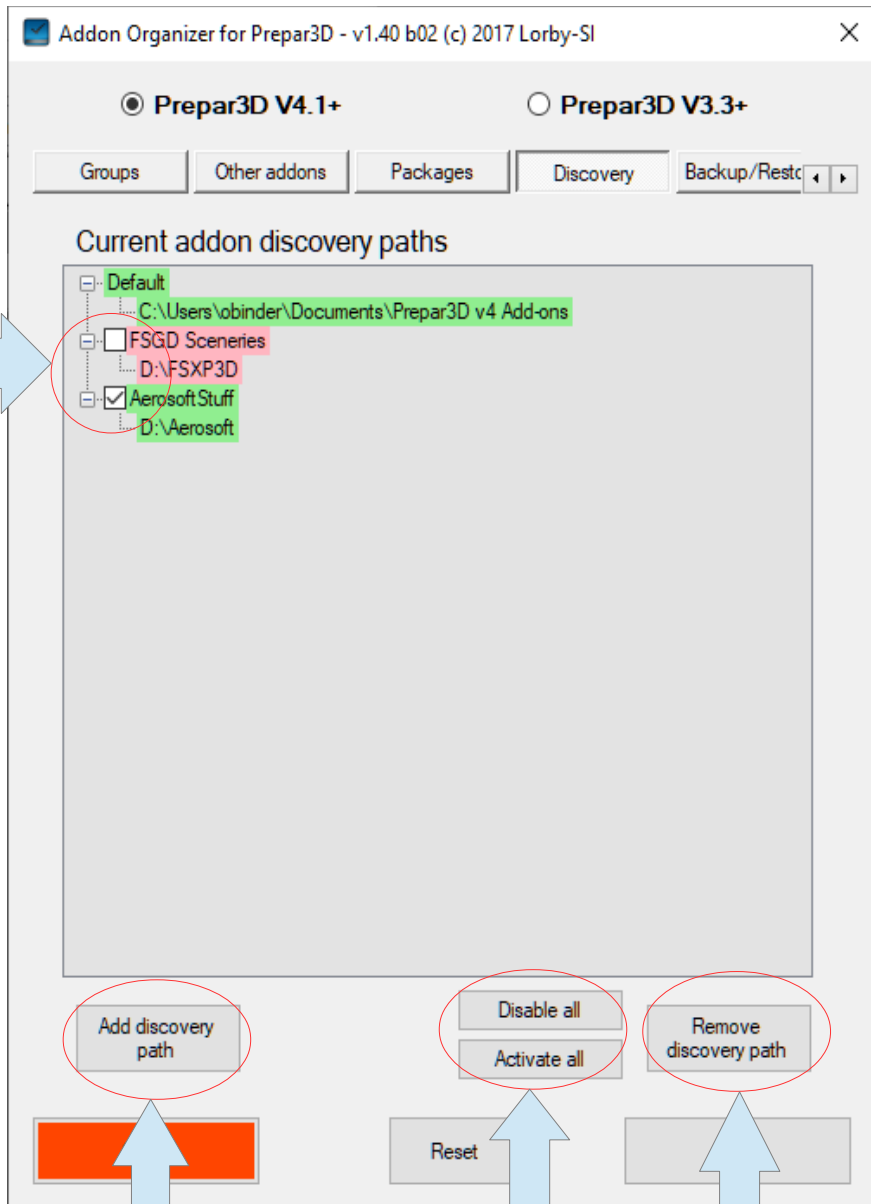 Addon Organizer for Prepar3D - v1.40 b02 (c) 2017 Lorby-SI
Prepar3D V4.1+ Prepar3D V3.3+
Groups Other addons Packages Discovery Backup/Resto
Current addon discovery paths
Default
C:\Users\obinder\Documents\Prepar3D v4 Add-ons
FSGD Sceneries
D:\FSXP3D
AerosoftStuff
D:\Aerosoft
Add discovery
path
Disable all
Activate all
Remove
discovery path
Reset